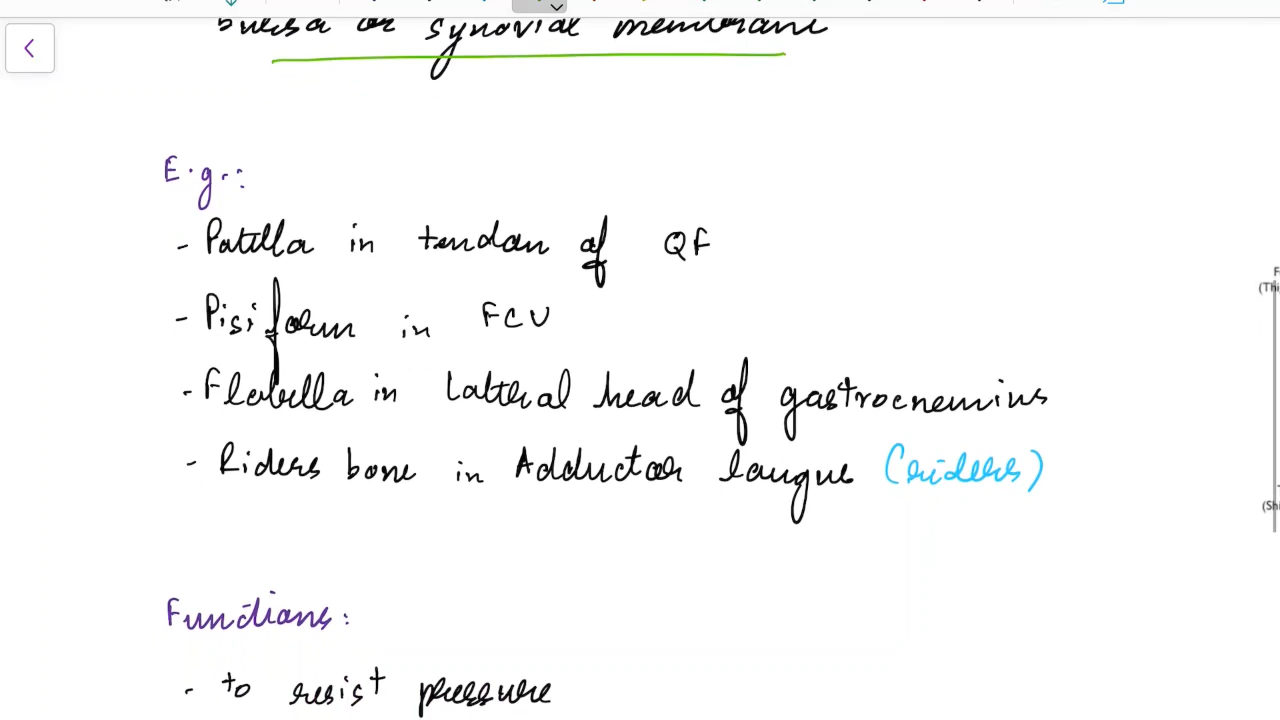 bursa or synovial membrane
E.g.:
- Patella in tendon of QF
- Pisiform in FCU
- Flabella in lateral head of gastrocnemius
- Riders bone in Adductor longus (riders)
Functions:
- to resist pressure